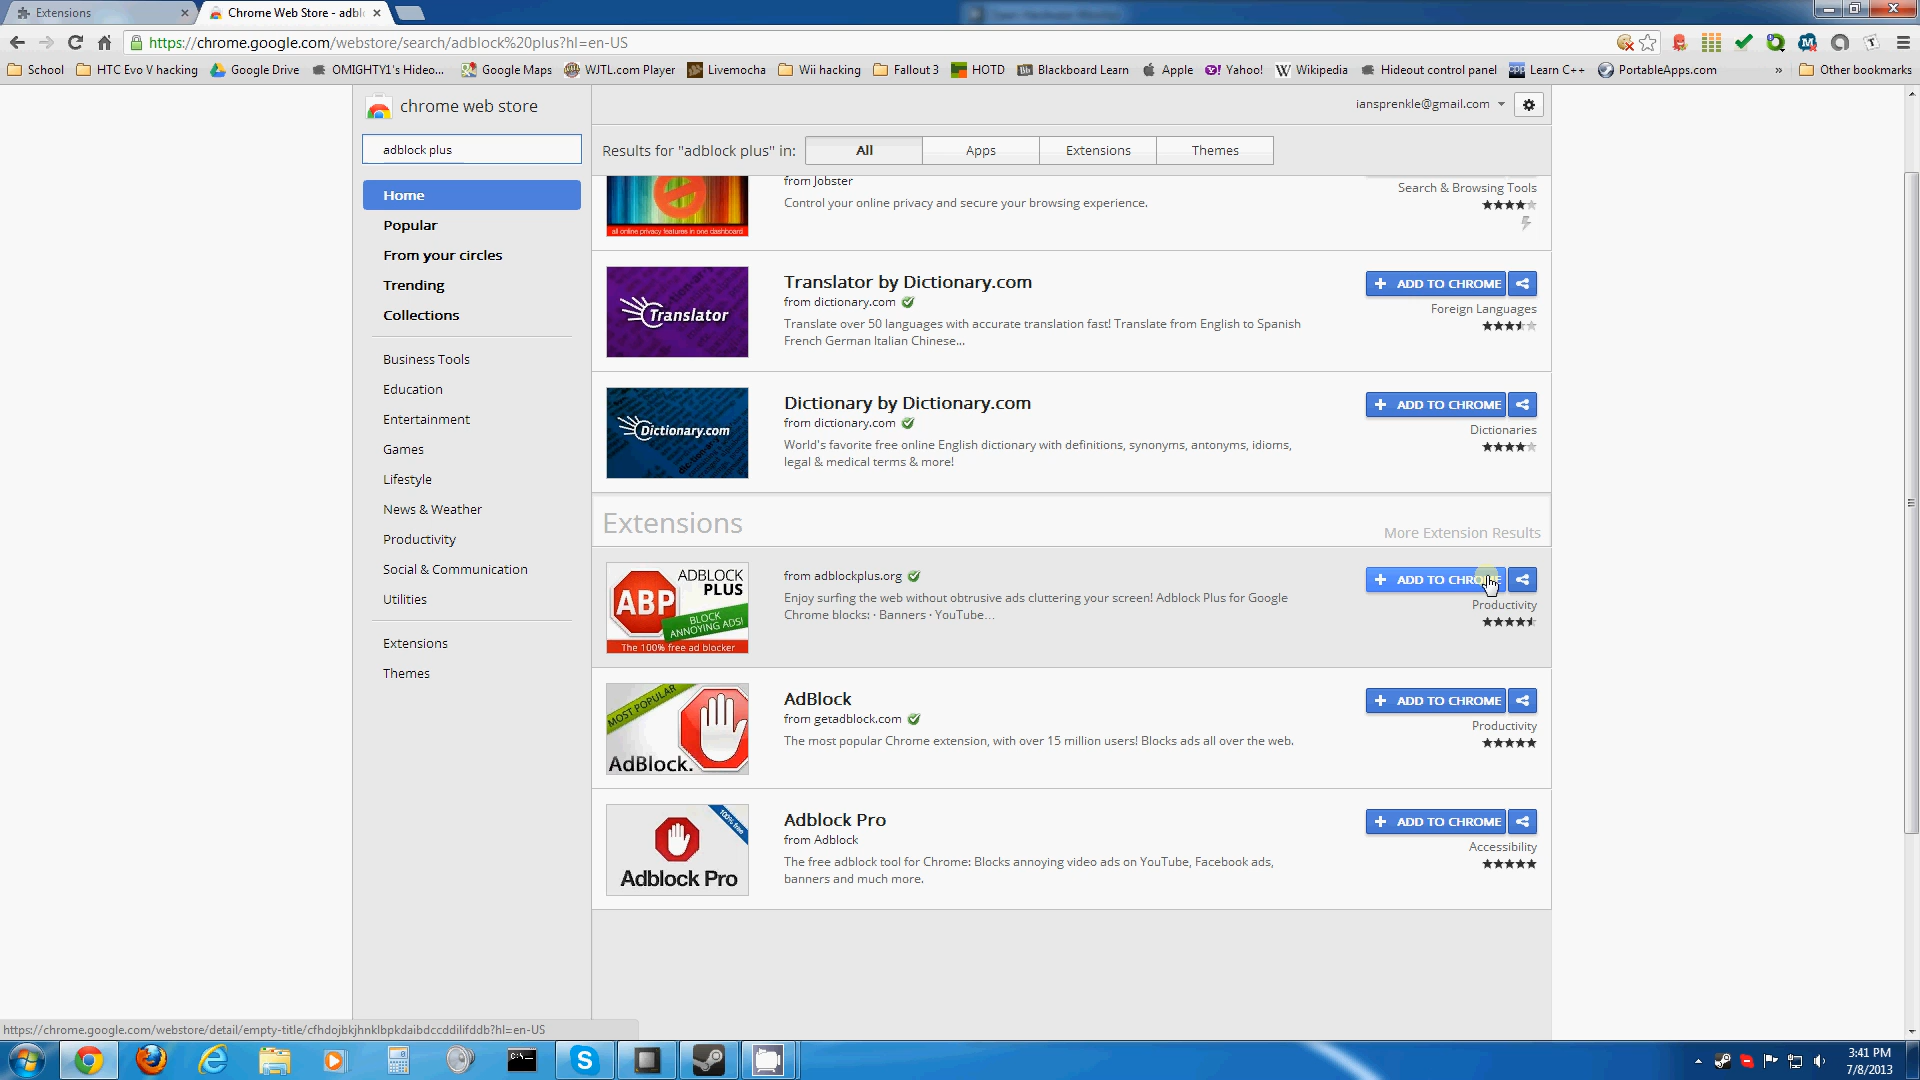 Extensions
Chrome Web Store - adbl
https://chrome.google.com/webstore/search/adblock%20plus?hl=en-US
School
HTC Evo V hacking
Google Drive
OMIGHTY1's Hideo...
Google Maps
WJTL.com Player
Livemocha
Wii hacking
Fallout 3
HOTD
Blackboard Learn
Apple
Yahoo!
Wikipedia
Hideout control panel
Learn C++
PortableApps.com
»
Other bookmarks
chrome web store
iansprenkle@gmail.com
adblock plus
Results for "adblock plus" in:
All
Apps
Extensions
Themes
Home
Popular
From your circles
Trending
Collections
Business Tools
Education
Entertainment
Games
Lifestyle
News & Weather
Productivity
Social & Communication
Utilities
Extensions
Themes
all online privacy features in one dashboard
from Jobster
Control your online privacy and secure your browsing experience.
Search & Browsing Tools
Translator
Translator by Dictionary.com
from dictionary.com
Translate over 50 languages with accurate translation fast! Translate from English to Spanish
French German Italian Chinese...
ADD TO CHROME
Foreign Languages
Dictionary.com
Dictionary by Dictionary.com
from dictionary.com
World's favorite free online English dictionary with definitions, synonyms, antonyms, idioms,
legal & medical terms & more!
ADD TO CHROME
Dictionaries
Extensions
More Extension Results
ADBLOCK
PLUS
ABP
BLOCK
ANNOYING ADS!
The 100% free ad blocker
from adblockplus.org
Enjoy surfing the web without obtrusive ads cluttering your screen! Adblock Plus for Google
Chrome blocks: · Banners · YouTube...
ADD TO CHROME
Productivity
MOST POPULAR
AdBlock.
AdBlock
from getadblock.com
The most popular Chrome extension, with over 15 million users! Blocks ads all over the web.
ADD TO CHROME
Productivity
100% free
Adblock Pro
Adblock Pro
from Adblock
The free adblock tool for Chrome: Blocks annoying video ads on YouTube, Facebook ads,
banners and much more.
ADD TO CHROME
Accessibility
https://chrome.google.com/webstore/detail/empty-title/cfhdojbkjhnklbpkdaibdccddilifddb?hl=en-US
3:41 PM
7/8/2013